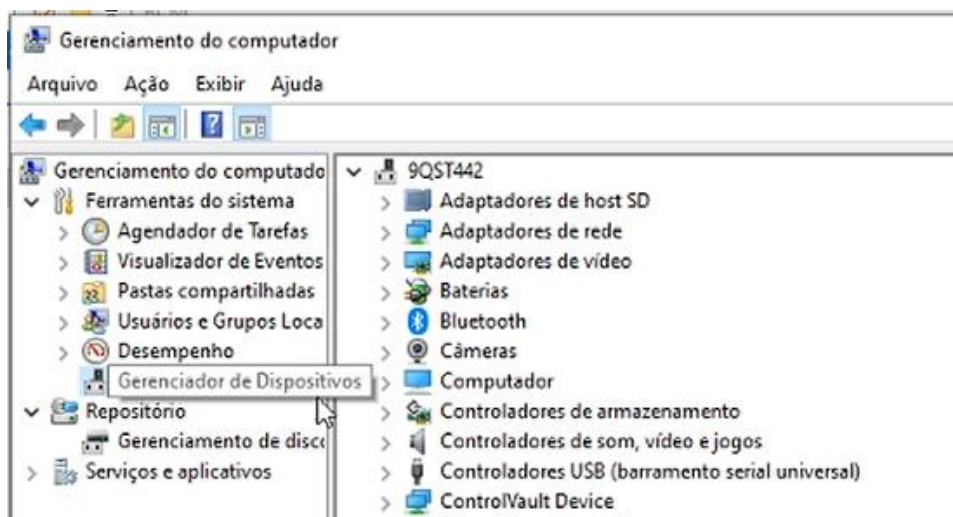 Gerenciamento do computador
Arquivo Ação Exibir Ajuda
Gerenciamento do computado
Ferramentas do sistema
Agendador de Tarefas
Visualizador de Eventos
Pastas compartilhadas
Usuários e Grupos Loca
Desempenho
Gerenciador de Dispositivos
Repositório
Gerenciamento de disc
Serviços e aplicativos
9QST442
Adaptadores de host SD
Adaptadores de rede
Adaptadores de vídeo
Baterias
Bluetooth
Câmeras
Computador
Controladores de armazenamento
Controladores de som, vídeo e jogos
Controladores USB (barramento serial universal)
ControlVault Device